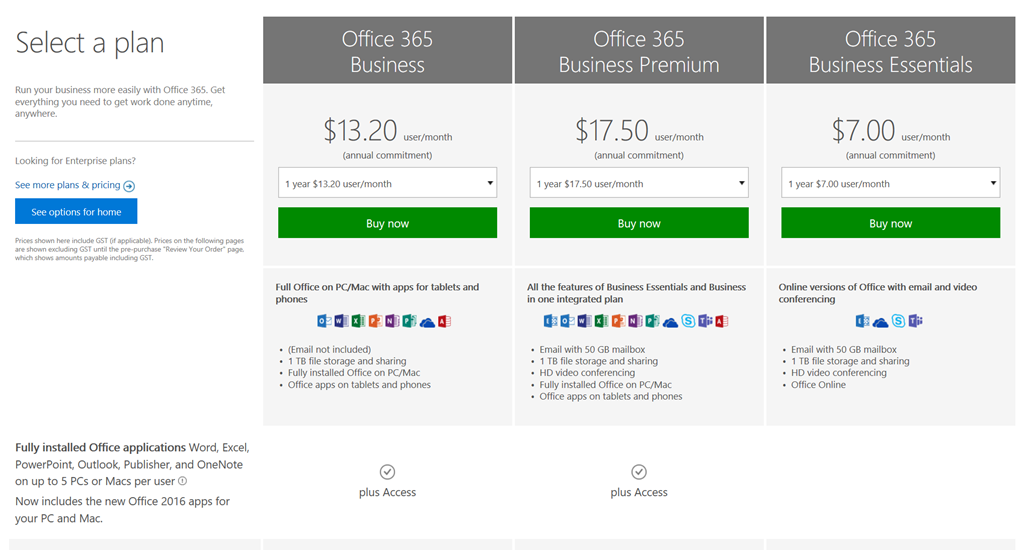 Select a plan
Run your business more easily with Office 365. Get
everything you need to get work done anytime,
anywhere.
Looking for Enterprise plans?
See more plans & pricing
See options for home
Prices shown here include GST (if applicable). Prices on the following pages
are shown excluding GST until the pre-purchase "Review Your Order" page,
which shows amounts payable including GST.
Office 365
Business
$13.20 user/month
(annual commitment)
1 year $13.20 user/month
Buy now
Full Office on PC/Mac with apps for tablets and
phones
• (Email not included)
• 1 TB file storage and sharing
• Fully installed Office on PC/Mac
• Office apps on tablets and phones
Office 365
Business Premium
$17.50 user/month
(annual commitment)
1 year $17.50 user/month
Buy now
All the features of Business Essentials and Business
in one integrated plan
• Email with 50 GB mailbox
• 1 TB file storage and sharing
• HD video conferencing
• Fully installed Office on PC/Mac
• Office apps on tablets and phones
Office 365
Business Essentials
$7.00 user/month
(annual commitment)
1 year $7.00 user/month
Buy now
Online versions of Office with email and video
conferencing
• Email with 50 GB mailbox
• 1 TB file storage and sharing
• HD video conferencing
• Office Online
Fully installed Office applications Word, Excel,
PowerPoint, Outlook, Publisher, and OneNote
on up to 5 PCs or Macs per user
Now includes the new Office 2016 apps for
your PC and Mac.
plus Access
plus Access